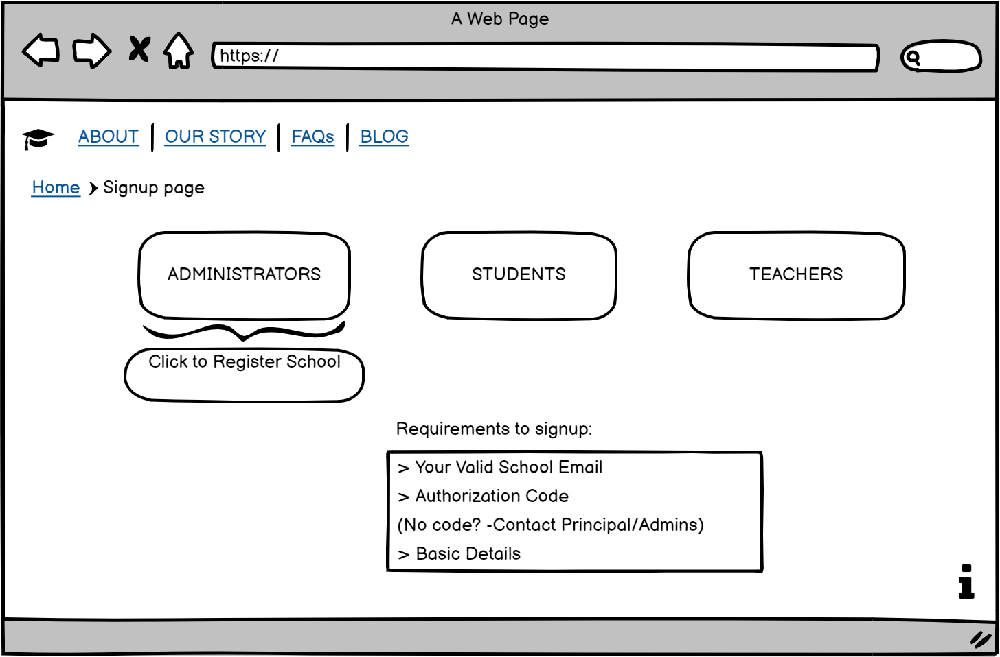 A Web Page
https://
ABOUT
OUR STORY
FAQs
BLOG
Home
Signup page
ADMINISTRATORS
STUDENTS
TEACHERS
Click to Register School
Requirements to signup:
> Your Valid School Email
> Authorization Code
(No code? -Contact Principal/Admins)
> Basic Details